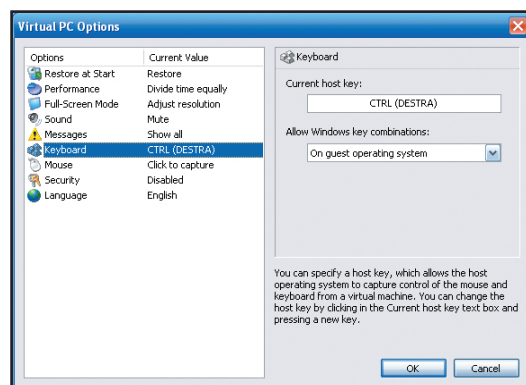 Virtual PC Options
Options Current Value
Restore at Start Restore
Performance Divide time equally
Full-Screen Mode Adjust resolution
Sound Mute
Messages Show all
Keyboard CTRL (DESTRA)
Mouse Click to capture
Security Disabled
Language English
Keyboard
Current host key:
CTRL (DESTRA)
Allow Windows key combinations:
On guest operating system
You can specify a host key, which allows the host
operating system to capture control of the mouse and
keyboard from a virtual machine. You can change the
host key by clicking in the Current host key text box and
pressing a new key.
OK Cancel